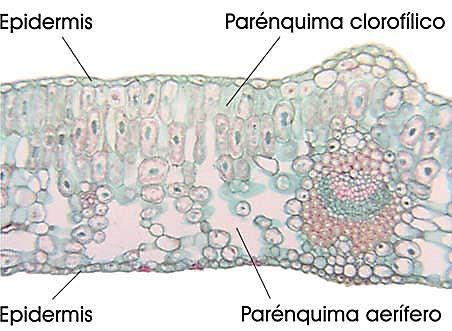 Epidermis
Parénquima clorofílico
Epidermis
Parénquima aerífero